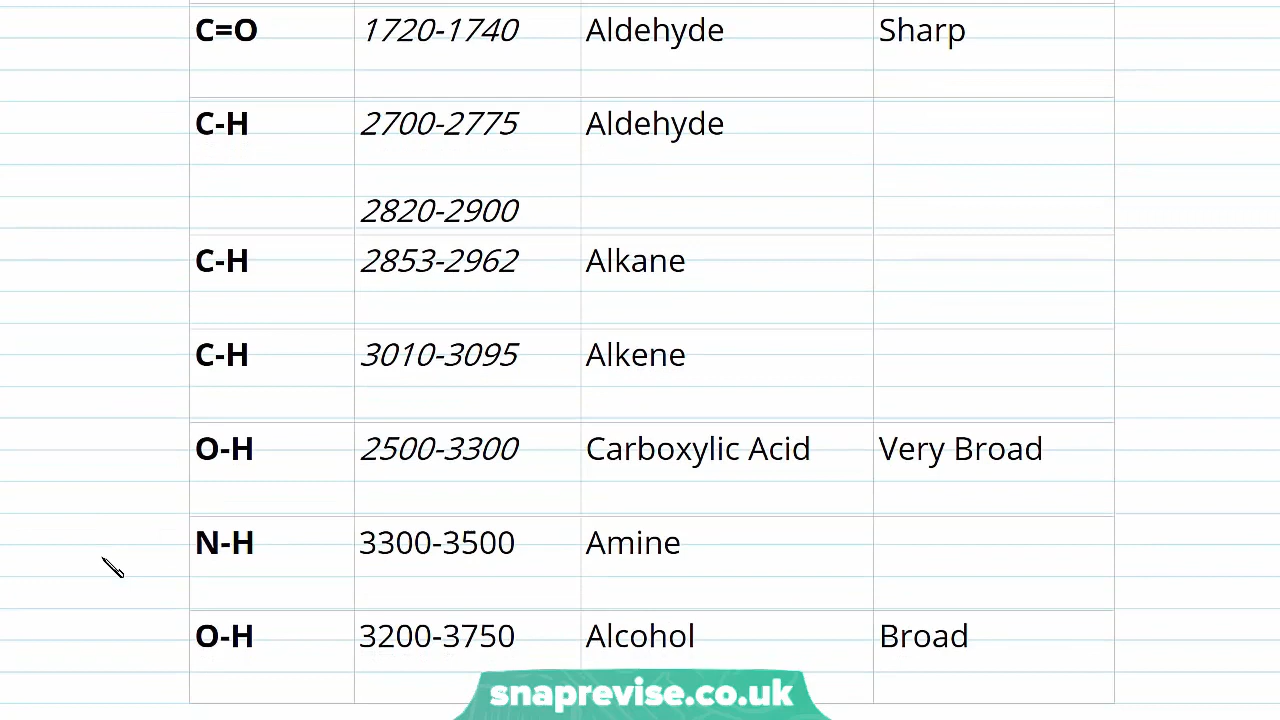 C=O 1720-1740 Aldehyde Sharp
C-H 2700-2775 Aldehyde
2820-2900
C-H 2853-2962 Alkane
C-H 3010-3095 Alkene
O-H 2500-3300 Carboxylic Acid Very Broad
N-H 3300-3500 Amine
O-H 3200-3750 Alcohol Broad
snaprevise.co.uk